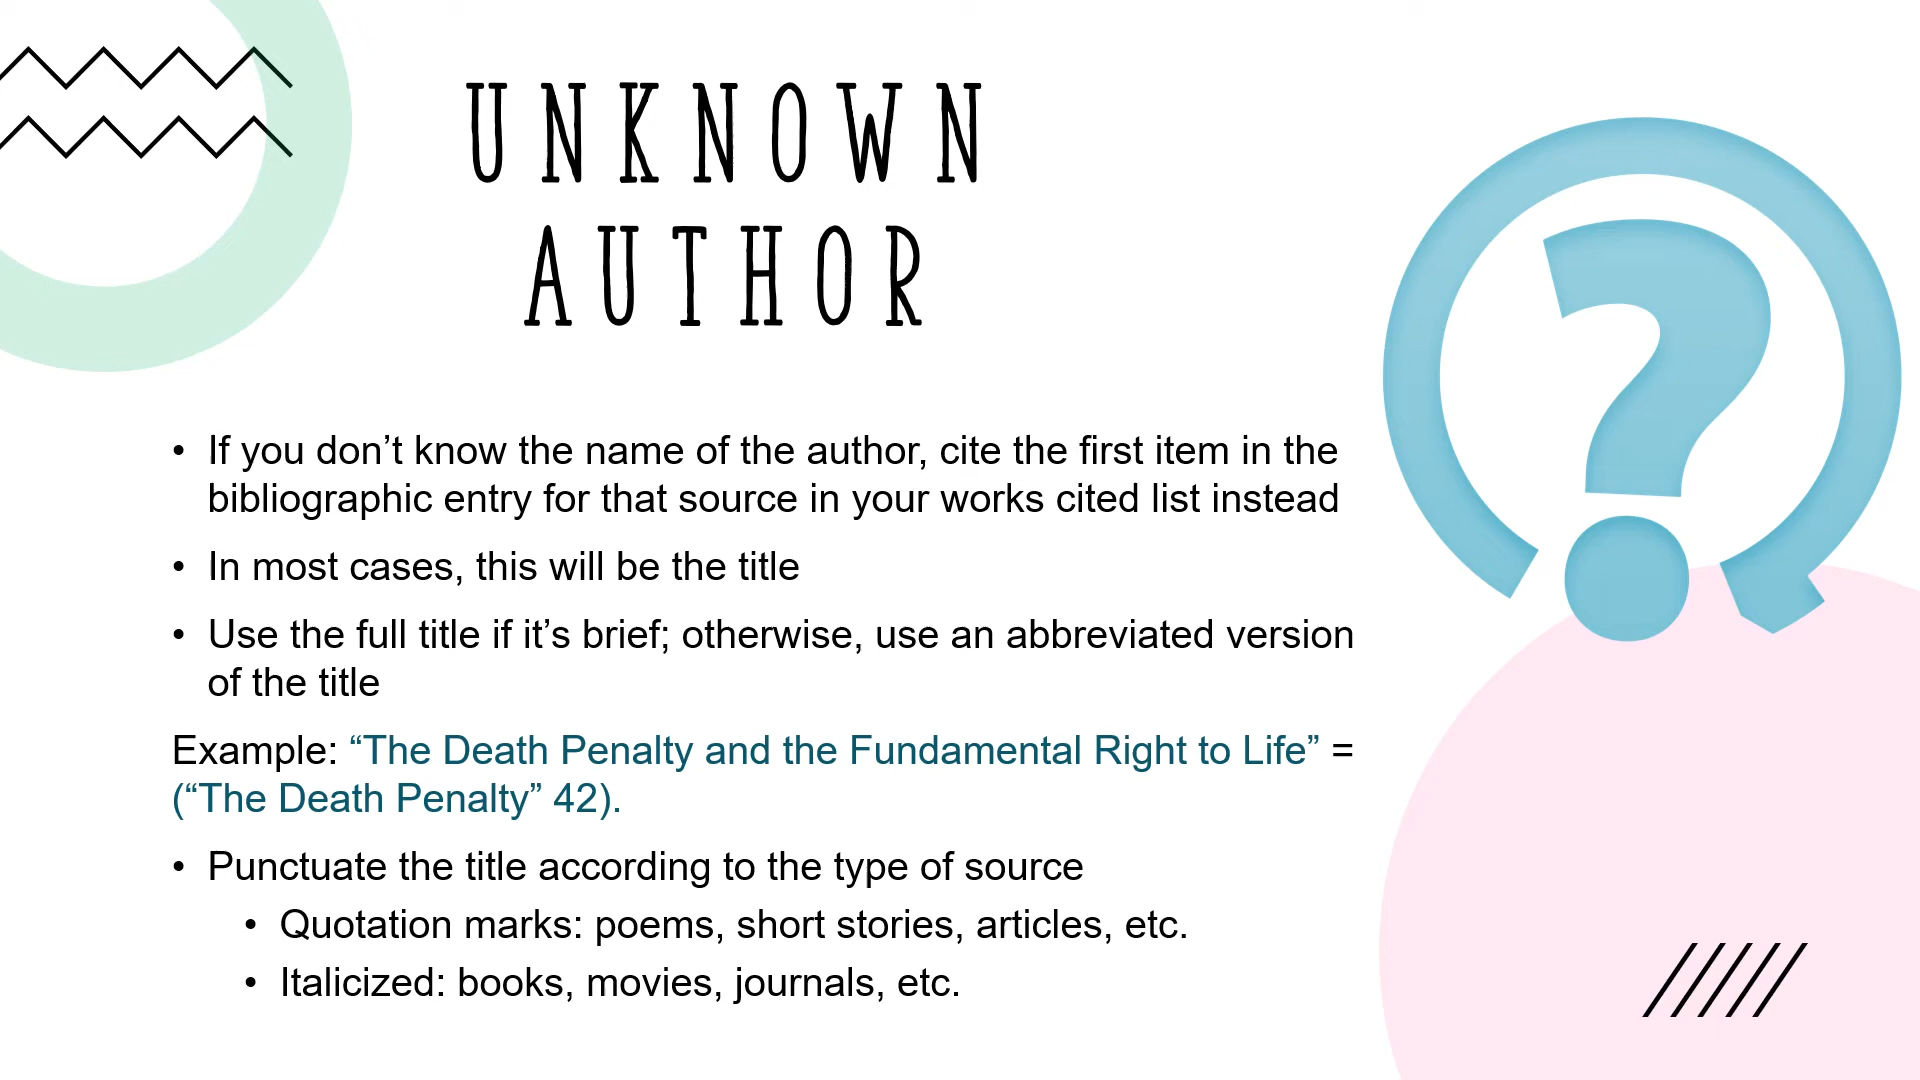 UNKNOWN
AUTHOR
• If you don’t know the name of the author, cite the first item in the
bibliographic entry for that source in your works cited list instead
• In most cases, this will be the title
• Use the full title if it’s brief; otherwise, use an abbreviated version
of the title
Example: “The Death Penalty and the Fundamental Right to Life” =
(“The Death Penalty” 42).
• Punctuate the title according to the type of source
• Quotation marks: poems, short stories, articles, etc.
• Italicized: books, movies, journals, etc.
?